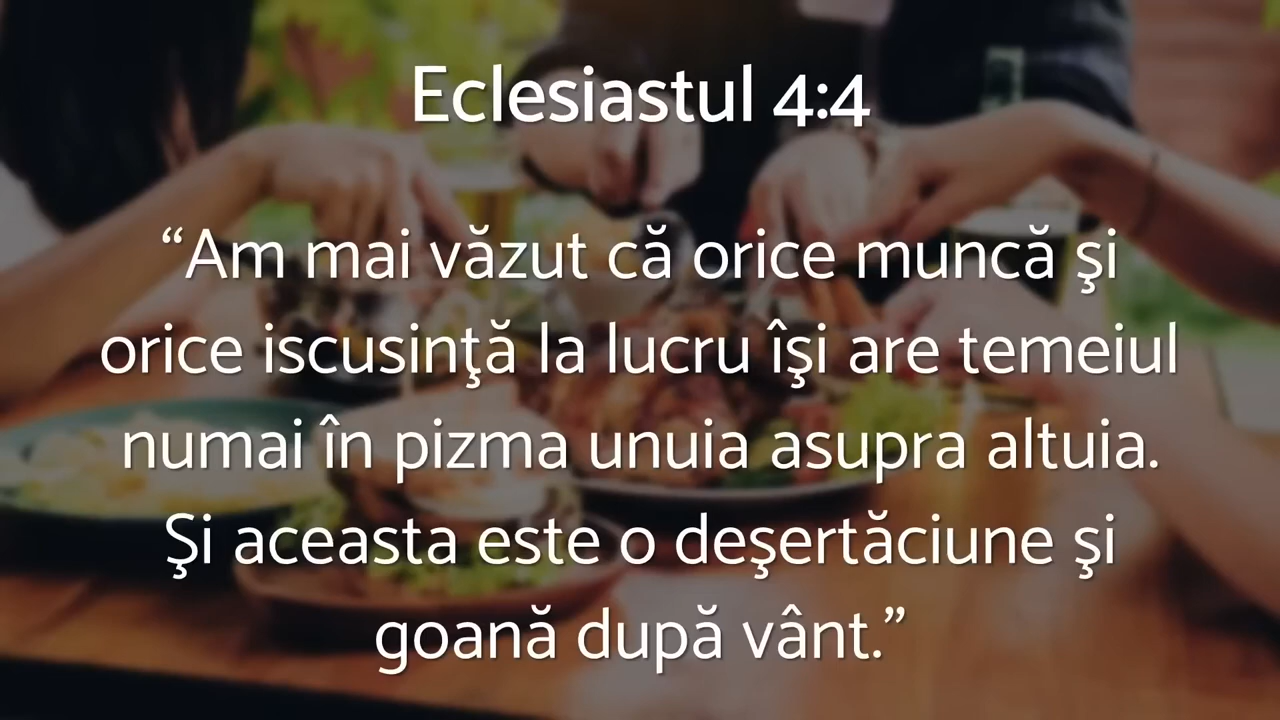 Eclesiastul 4:4
“Am mai văzut că orice muncă şi
orice iscusinţă la lucru îşi are temeiul
numai în pizma unuia asupra altuia.
Şi aceasta este o deşertăciune şi
goană după vânt.”